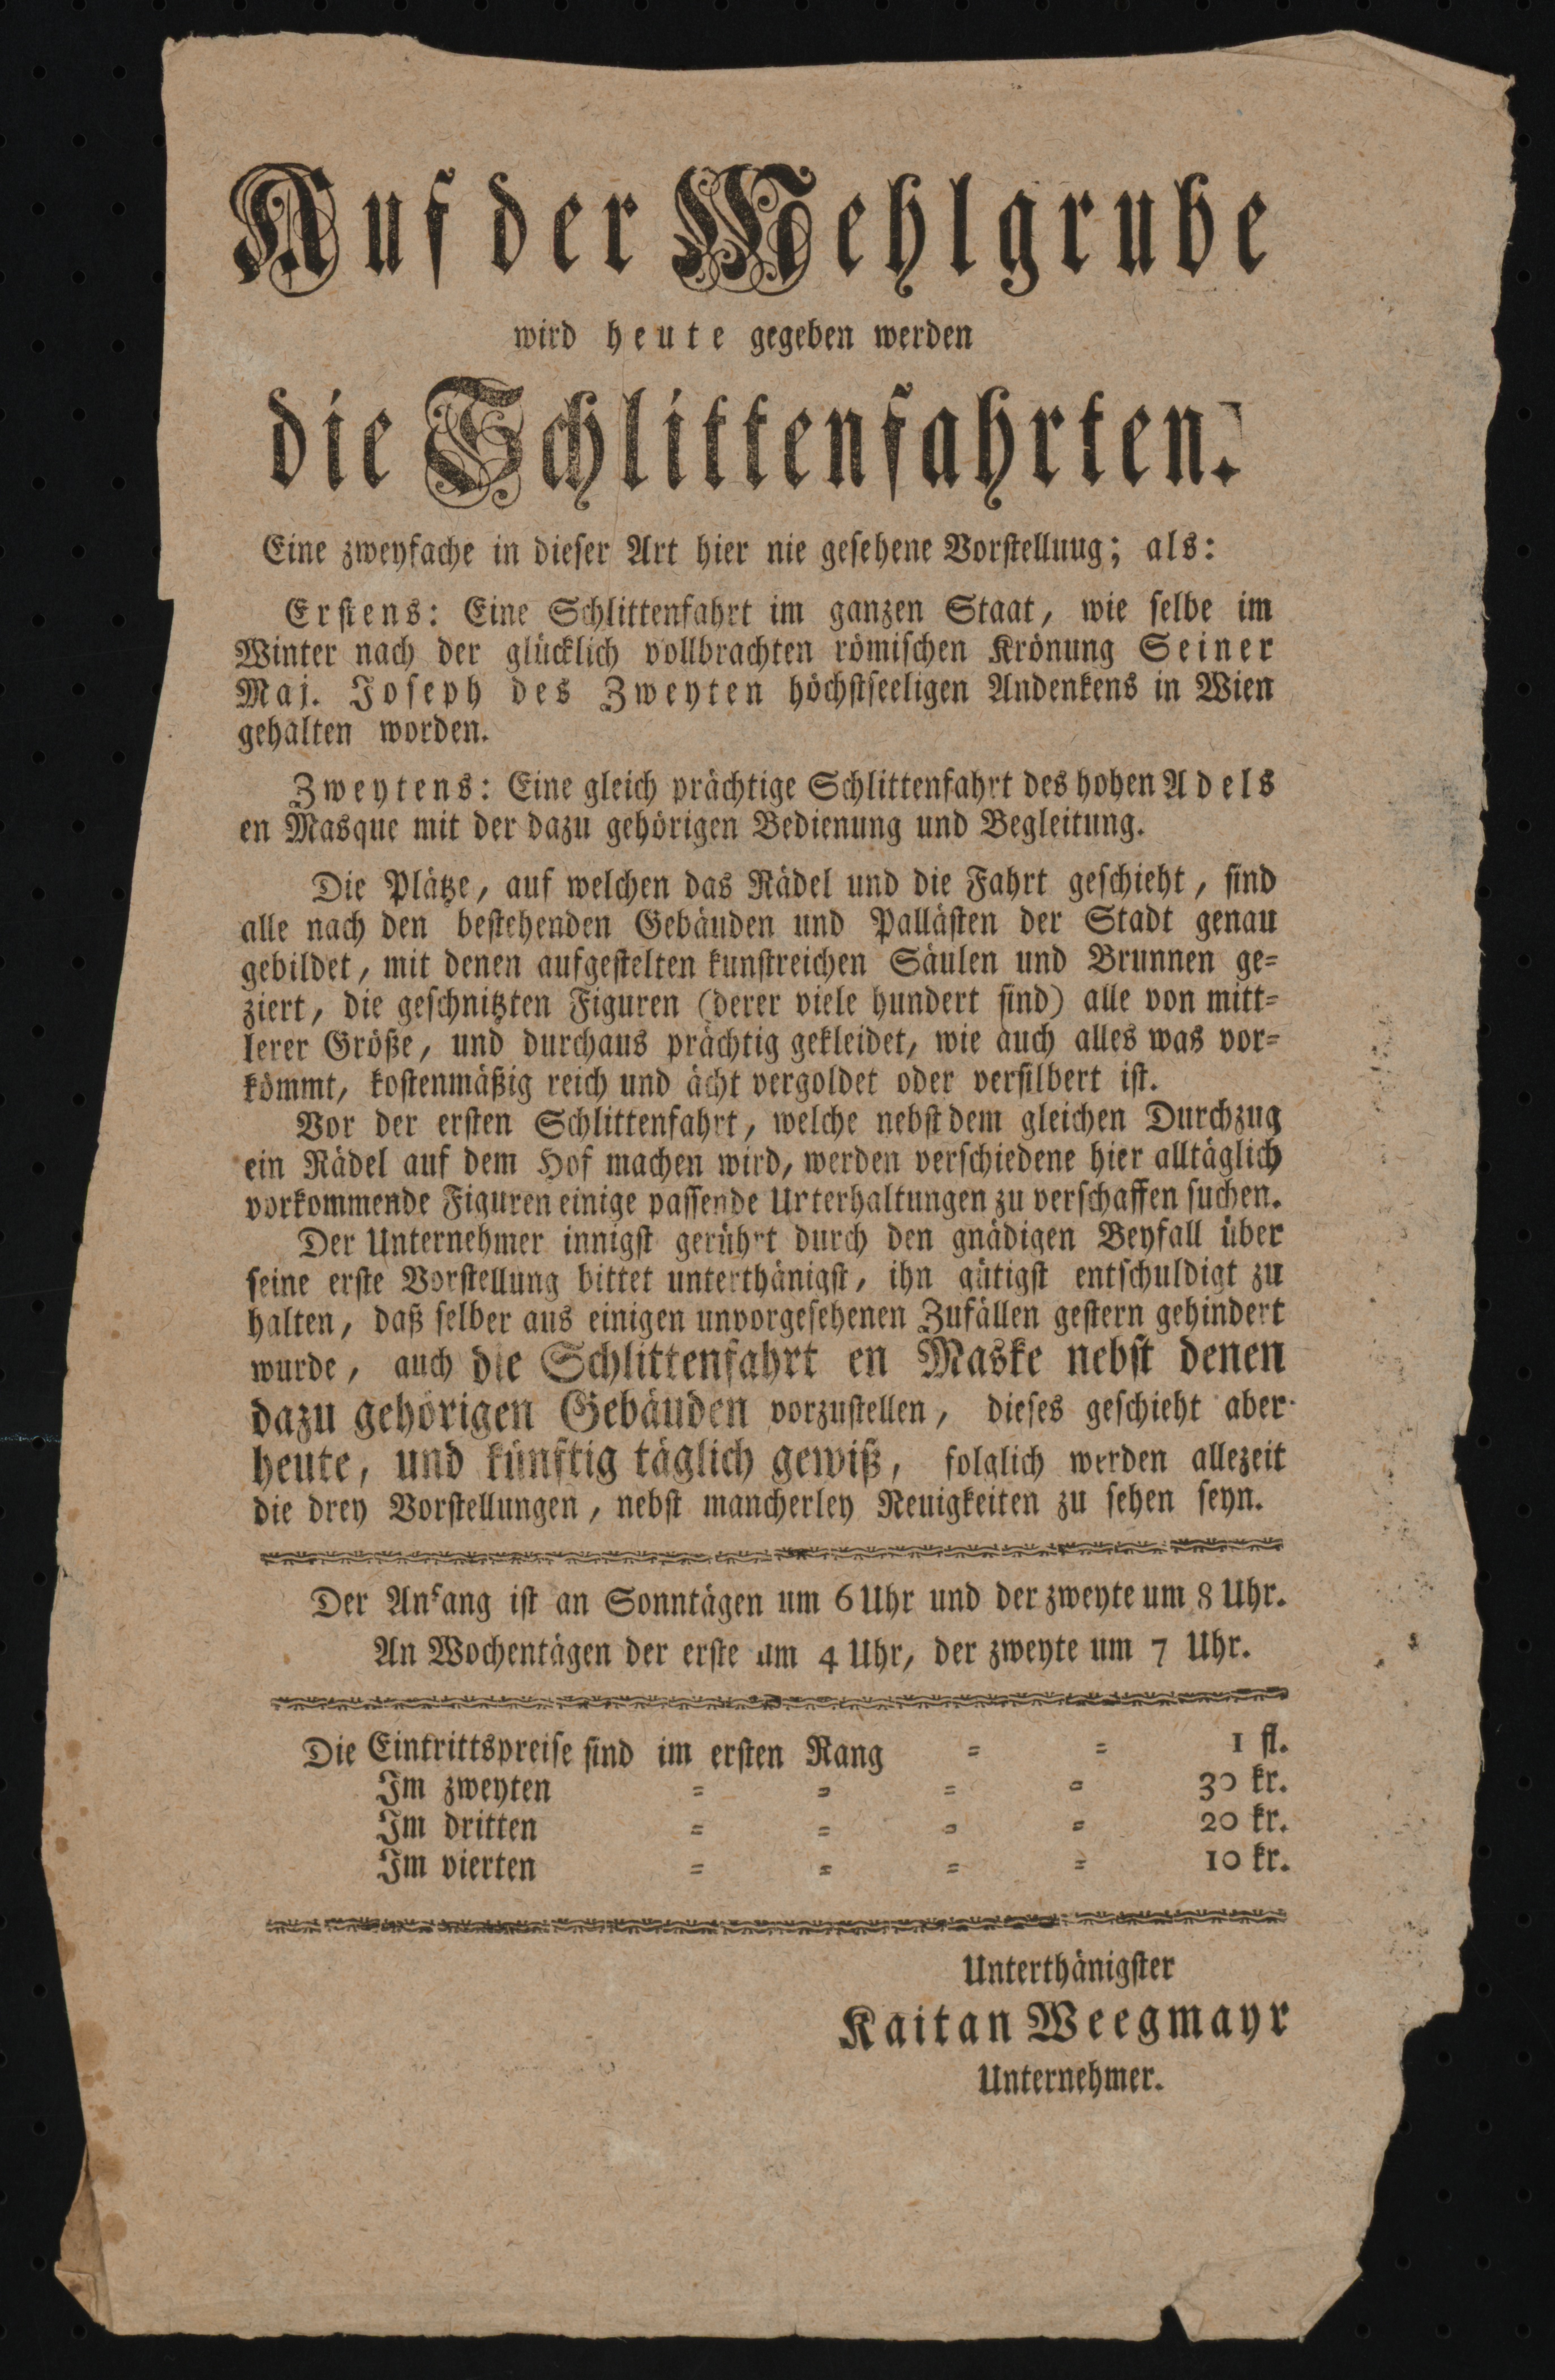 Auf der Mehlgrube
wird heute gegeben werden
die Schlittenfahrten.
Eine zweyfache in dieser Art hier nie gesehene Vorstelluug; als:
Erstens: Eine Schlittenfahrt im ganzen Staat, wie selbe im
Winter nach der glücklich vollbrachten römischen Krönung Seiner
Maj. Joseph des Zweyten höchstseeligen Andenkens in Wien
gehalten worden.
Zweytens: Eine gleich prächtige Schlittenfahrt des hohen Adels
en Masque mit der dazu gehörigen Bedienung und Begleitung.
Die Plätze, auf welchen das Rädel und die Fahrt geschieht, sind
alle nach den bestehenden Gebäuden und Pallästen der Stadt genau
gebildet, mit denen aufgestelten kunstreichen Säulen und Brunnen ge-
ziert, die geschnitzten Figuren (derer viele hundert sind) alle von mitt-
lerer Größe, und durchaus prächtig gekleidet, wie auch alles was vor-
kömmt, kostenmäßig reich und ächt vergoldet oder versilbert ist.
Vor der ersten Schlittenfahrt, welche nebst dem gleichen Durchzug
ein Rädel auf dem Hof machen wird, werden verschiedene hier alltäglich
vorkommende Figuren einige passende Urterhaltungen zu verschaffen suchen.
Der Unternehmer innigst gerührt durch den gnädigen Beyfall über
seine erste Vorstellung bittet unterthänigst, ihn gütigst entschuldigt zu
halten, daß selber aus einigen unvorgesehenen Zufällen gestern gehindert
wurde, auch die Schlittenfahrt en Maske nebst denen
dazu gehörigen Gebäuden vorzustellen, dieses geschieht aber
heute, und künftig täglich gewiß, folglich werden allezeit
die drey Vorstellungen, nebst mancherley Neuigkeiten zu sehen seyn.
Der Anfang ist an Sonntägen um 6 Uhr und der zweyte um 8 Uhr.
An Wochentägen der erste um 4 Uhr, der zweyte um 7 Uhr.
Die Eintrittspreise sind im ersten Rang = = 1 fl.
Im zweyten = = = = 30 kr.
Im dritten = = = = 20 kr.
Im vierten = = = = 10 kr.
Unterthänigster
Kaitan Weegmayr
Unternehmer.